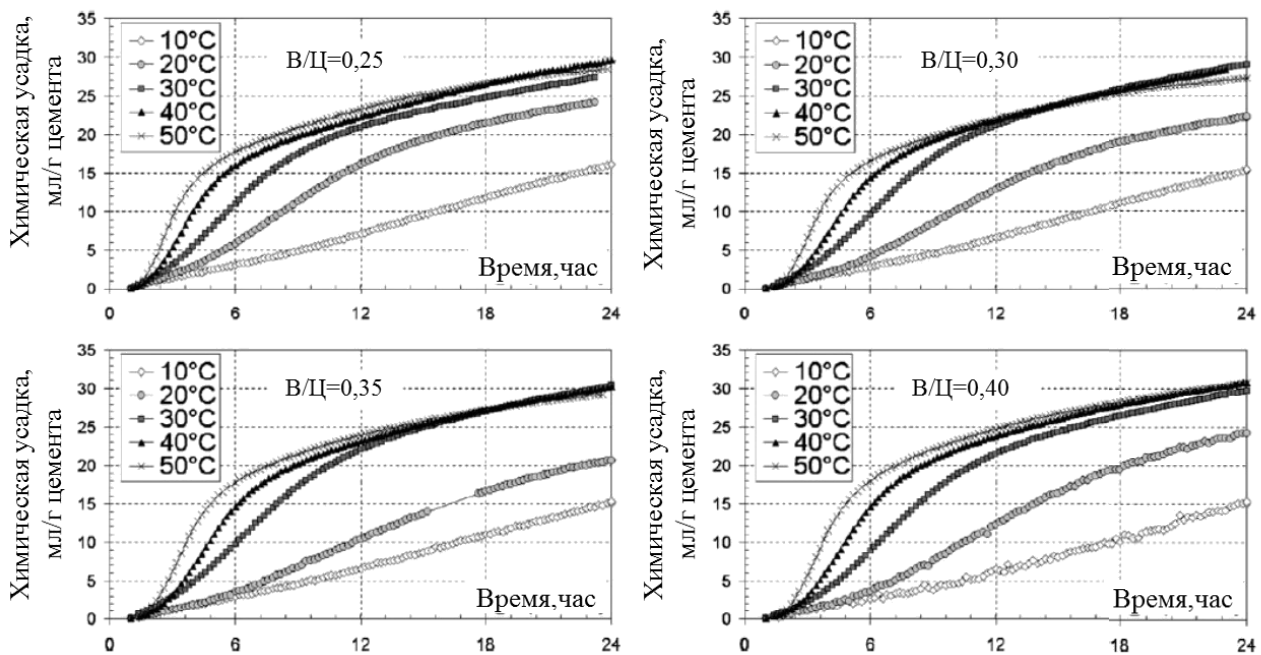 Химическая усадка,
мл/г цемента
35
30
25
20
15
10
5
0
10°C
20°C
30°C
40°C
50°C
В/Ц=0,25
Время,час
0
6
12
18
24
Химическая усадка,
мл/г цемента
35
30
25
20
15
10
5
0
10°C
20°C
30°C
40°C
50°C
В/Ц=0,30
Время,час
0
6
12
18
24
Химическая усадка,
мл/г цемента
35
30
25
20
15
10
5
0
10°C
20°C
30°C
40°C
50°C
В/Ц=0,35
Время,час
0
6
12
18
24
Химическая усадка,
мл/г цемента
35
30
25
20
15
10
5
0
10°C
20°C
30°C
40°C
50°C
В/Ц=0,40
Время,час
0
6
12
18
24